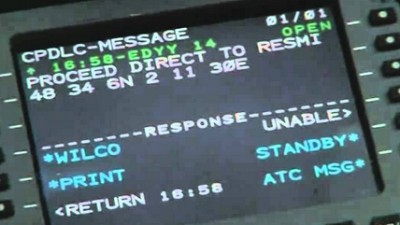 01/01
CPDLC-MESSAGE
OPEN
↑ 16:58-EDYY 14
PROCEED DIRECT TO RESMI
48 34 6N 2 11 30E
--------RESPONSE--------
UNABLE>
*WILCO STANDBY*
*PRINT ATC MSG*
<RETURN 16:58